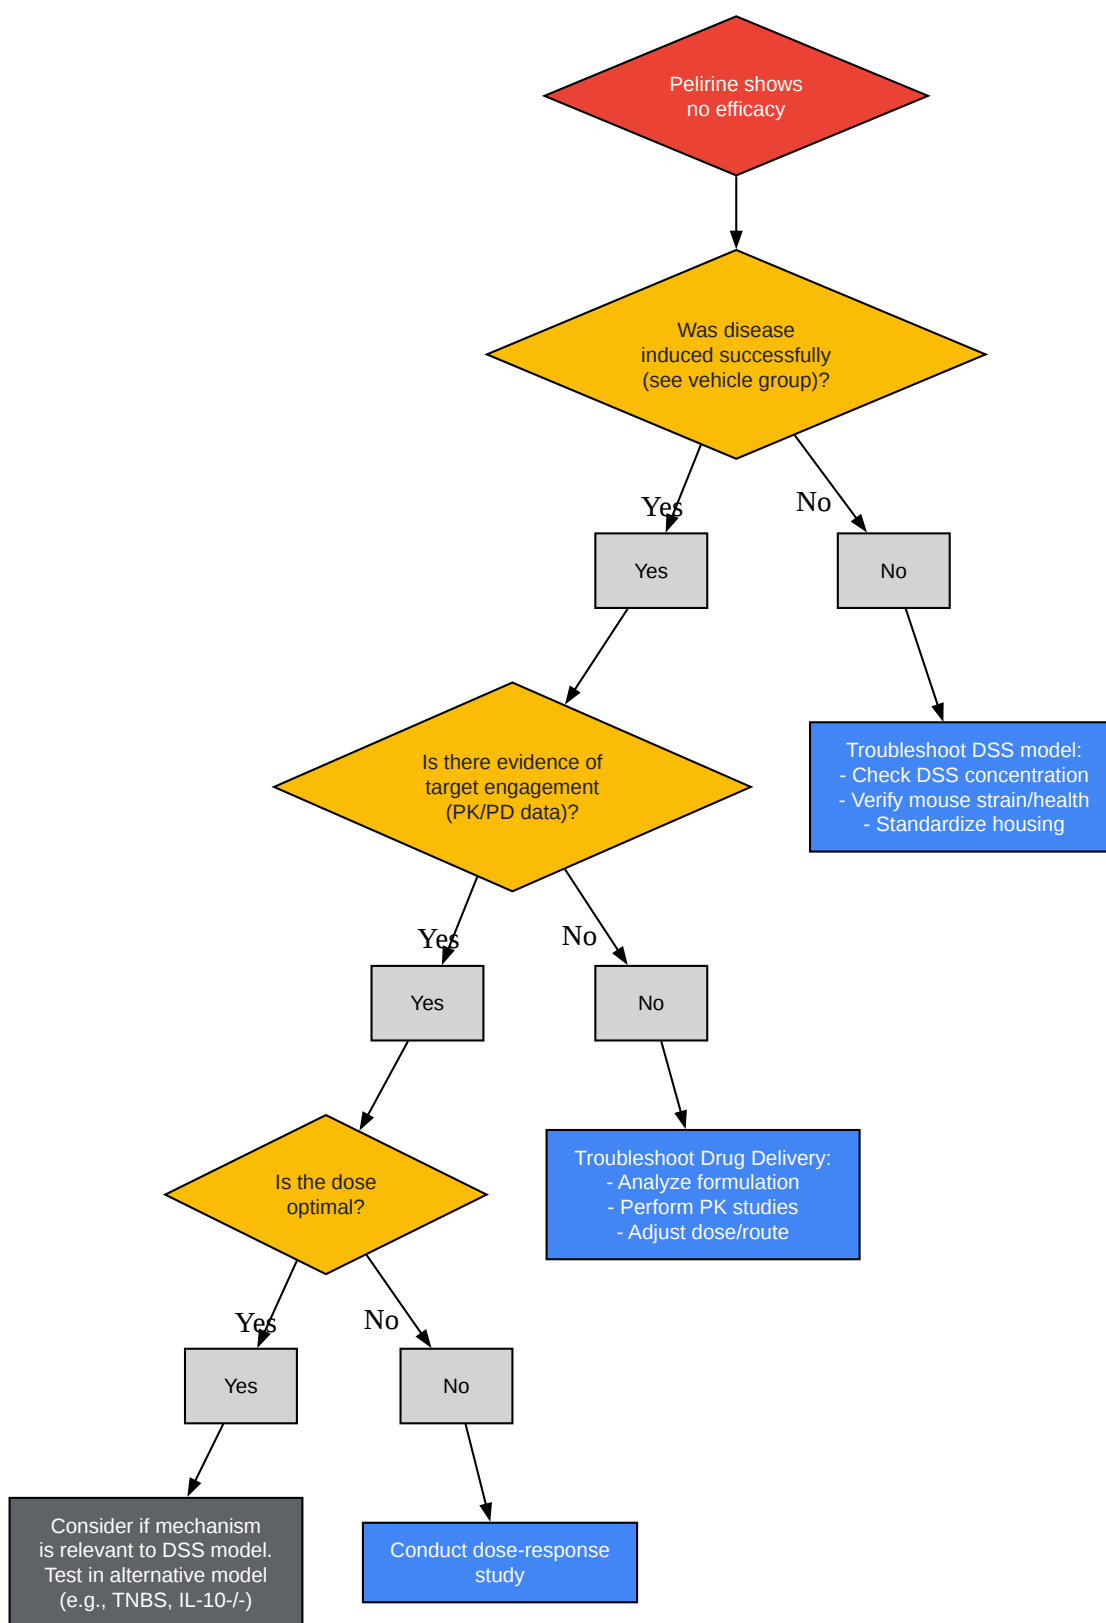 Pelirine shows
no efficacy
Was disease
induced successfully
(see vehicle group)?
Yes
No
Yes
No
Is there evidence of
target engagement
(PK/PD data)?
Troubleshoot DSS model:
- Check DSS concentration
- Verify mouse strain/health
- Standardize housing
Yes
No
Yes
No
Is the dose
optimal?
Troubleshoot Drug Delivery:
- Analyze formulation
- Perform PK studies
- Adjust dose/route
Yes
No
Yes
No
Consider if mechanism
is relevant to DSS model.
Test in alternative model
(e.g., TNBS, IL-10-/-)
Conduct dose-response
study